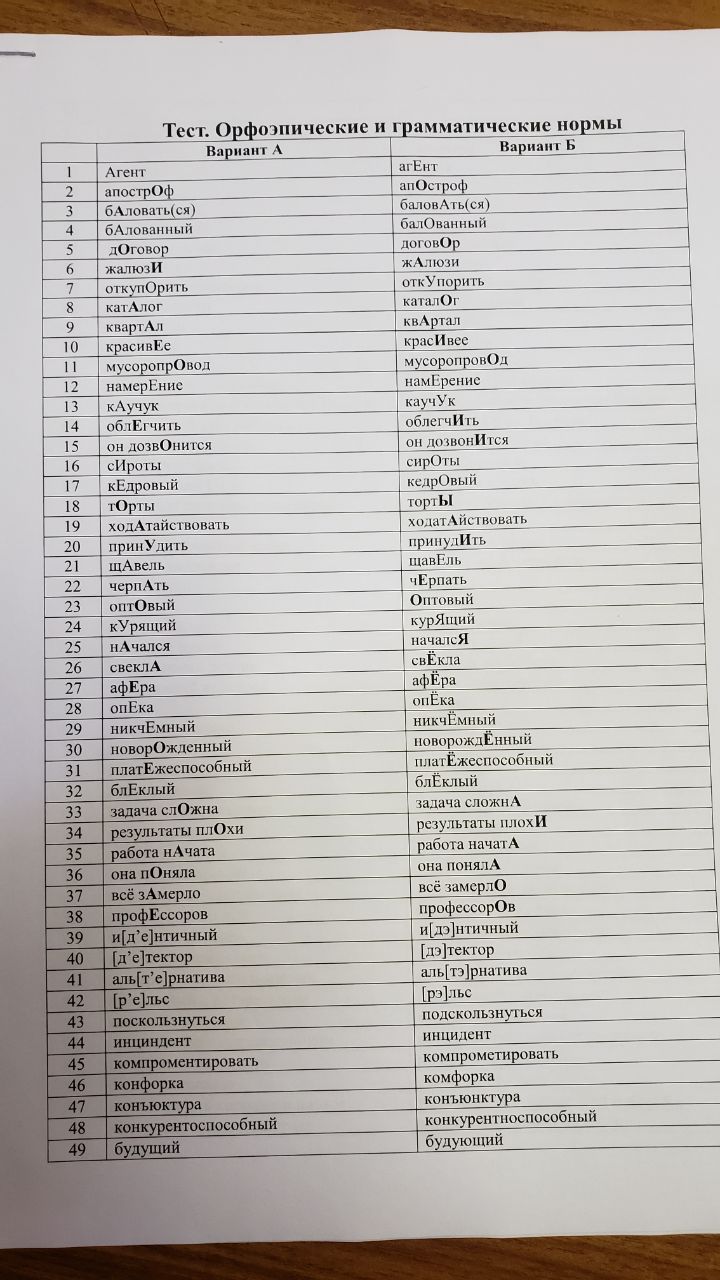 Тест. Орфоэпические и грамматические нормы
Вариант А Вариант Б
1 Агент агЕнт
2 апострОф апОстроф
3 бАловать(ся) баловАть(ся)
4 бАлованный балОванный
5 дОговор договОр
6 жалюзИ жАлюзи
7 откупОрить откУпорить
8 катАлог каталОг
9 квартАл квАртал
10 красивЕе красИвее
11 мусоропрОвод мусоропровОд
12 намерЕние намЕрение
13 кАучук каучУк
14 облЕгчить облегчИть
15 он дозвОнится он дозвонИтся
16 сИроты сирОты
17 кЕдровый кедрОвый
18 тОрты тортЫ
19 ходАтайствовать ходатАйствовать
20 принУдить принудИть
21 щАвель щавЕль
22 черпАть чЕрпать
23 оптОвый Оптовый
24 кУрящий курЯщий
25 нАчался началсЯ
26 свеклА свЁкла
27 афЕра афЁра
28 опЕка опЁка
29 никчЕмный никчЁмный
30 новорОжденный новорождЁнный
31 платЕжеспособный платЁжеспособный
32 блЕклый блЁклый
33 задача слОжна задача сложнА
34 результаты плОхи результаты плохИ
35 работа нАчата работа начатА
36 она пОняла она понялА
37 всё зАмерло всё замерлО
38 профЕссоров профессорОв
39 и[д’е]нтичный и[дэ]нтичный
40 [д’е]тектор [дэ]тектор
41 аль[т’е]рнатива аль[тэ]рнатива
42 [р’е]льс [рэ]льс
43 поскользнуться подскользнуться
44 инциндент инцидент
45 компроментировать компрометировать
46 конфорка комфорка
47 конъюктура конъюнктура
48 конкурентоспособный конкурентноспособный
49 будущий будующий